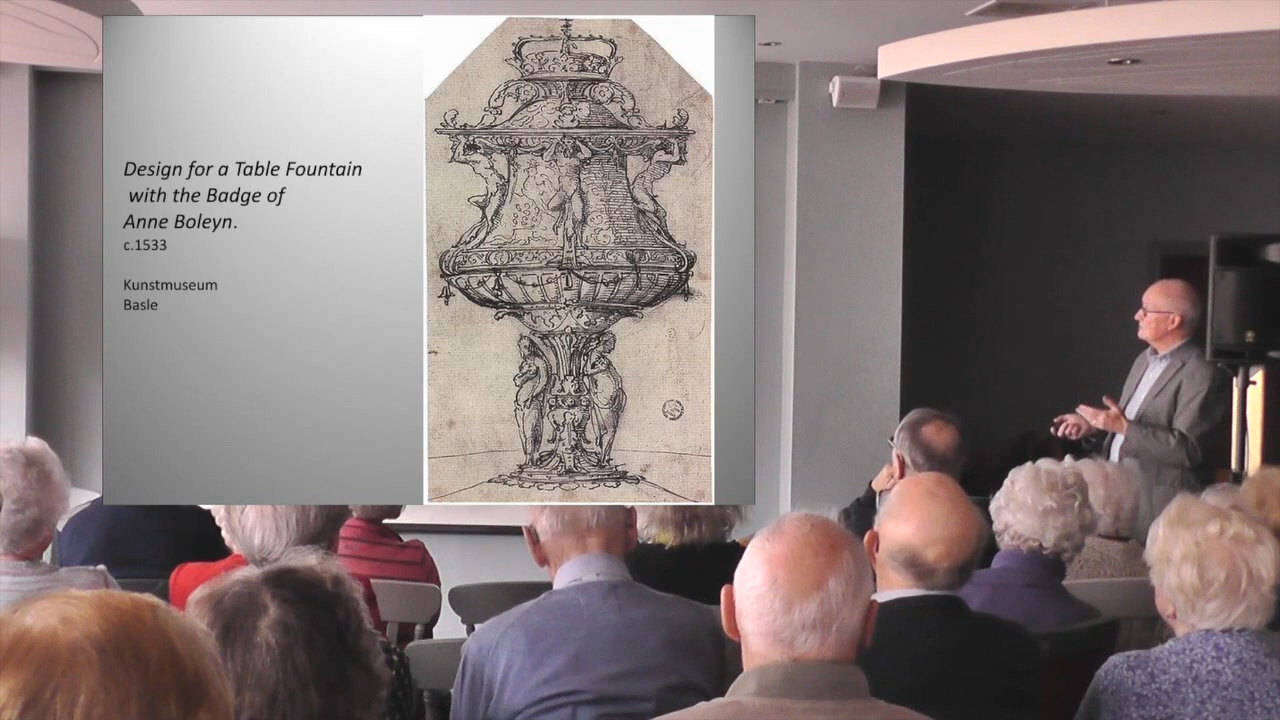 Design for a Table Fountain
with the Badge of
Anne Boleyn.
c.1533
Kunstmuseum
Basle